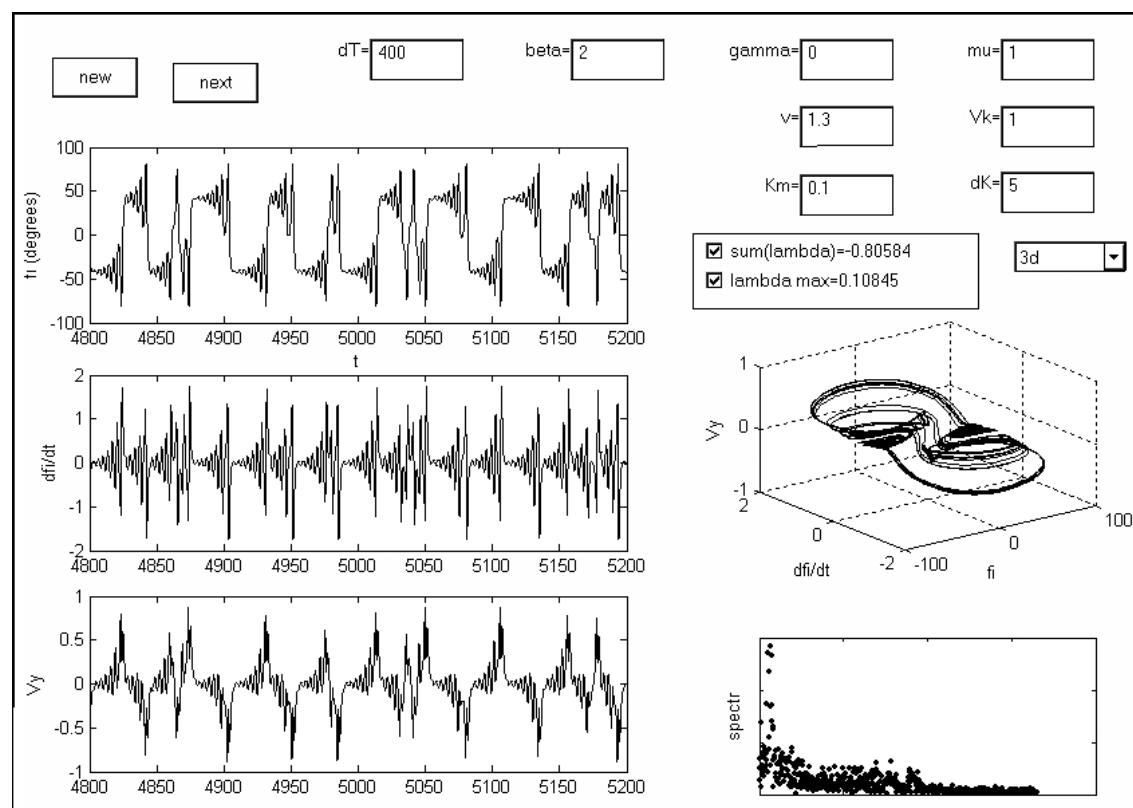 dT= 400 beta= 2 gamma= 0 mu= 1
new next
v= 1.3 Vk= 1
Km= 0.1 dK= 5
sum(lambda)=-0.80584
lambda max=0.10845
3d
fi (degrees)
100
50
0
-50
-100
4800 4850 4900 4950 5000 5050 5100 5150 5200
t
dfi/dt
2
1
0
-1
-2
4800 4850 4900 4950 5000 5050 5100 5150 5200
Vy
1
0.5
0
-0.5
-1
4800 4850 4900 4950 5000 5050 5100 5150 5200
Vy
1
0
-1
2
0
-2
dfi/dt
-100
0
100
fi
spectr